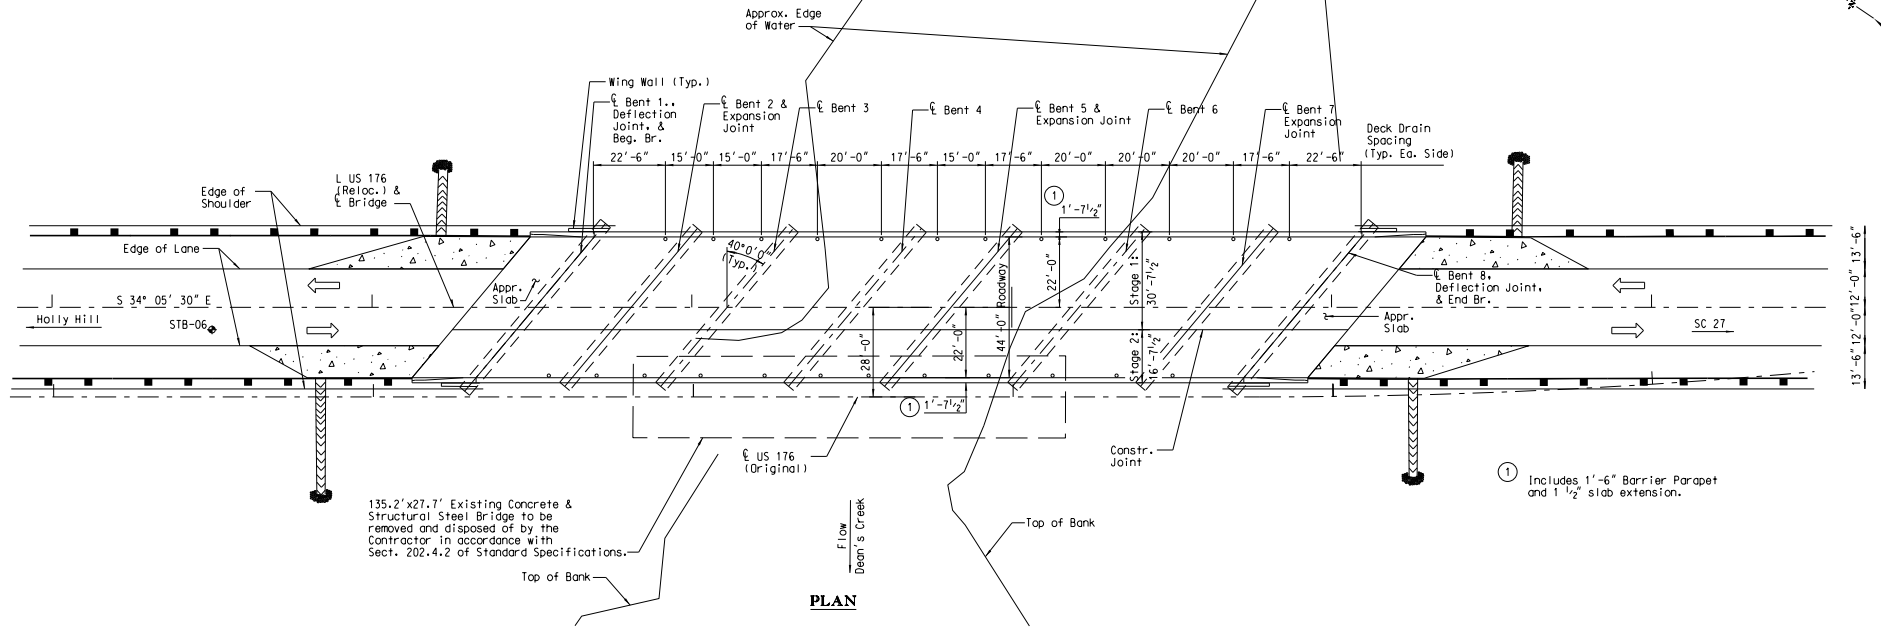 Approx. Edge
of Water
Wing Wall (Typ.)
℄ Bent 1..
Deflection
Joint, &
Beg. Br.
℄ Bent 2 &
Expansion
Joint
℄ Bent 3
℄ Bent 4
℄ Bent 5 &
Expansion Joint
℄ Bent 6
℄ Bent 7
Expansion
Joint
Deck Drain
Spacing
(Typ. Ea. Side)
22'-6" 15'-0" 15'-0" 17'-6" 20'-0" 17'-6" 15'-0" 17'-6" 20'-0" 20'-0" 20'-0" 17'-6" 22'-6"
L US 176
(Reloc.) &
℄ Bridge
Edge of
Shoulder
Edge of Lane
1
1'-7½"
40°0'0"
(Typ.)
Appr.
Slab
S 34° 05' 30" E
Holly Hill
STB-06
22'-0"
44'-0" Roadway
22'-0"
28'-0"
Stage 1:
30'-7½"
Stage 2:
16'-7½"
℄ Bent 8,
Deflection Joint,
& End Br.
Appr.
Slab
SC 27
13'-6"
12'-0"
12'-0"
13'-6"
1
1'-7½"
℄ US 176
(Original)
Constr.
Joint
1
Includes 1'-6" Barrier Parapet
and 1 ½" slab extension.
135.2'x27.7' Existing Concrete &
Structural Steel Bridge to be
removed and disposed of by the
Contractor in accordance with
Sect. 202.4.2 of Standard Specifications.
Flow
Dean's Creek
Top of Bank
Top of Bank
PLAN